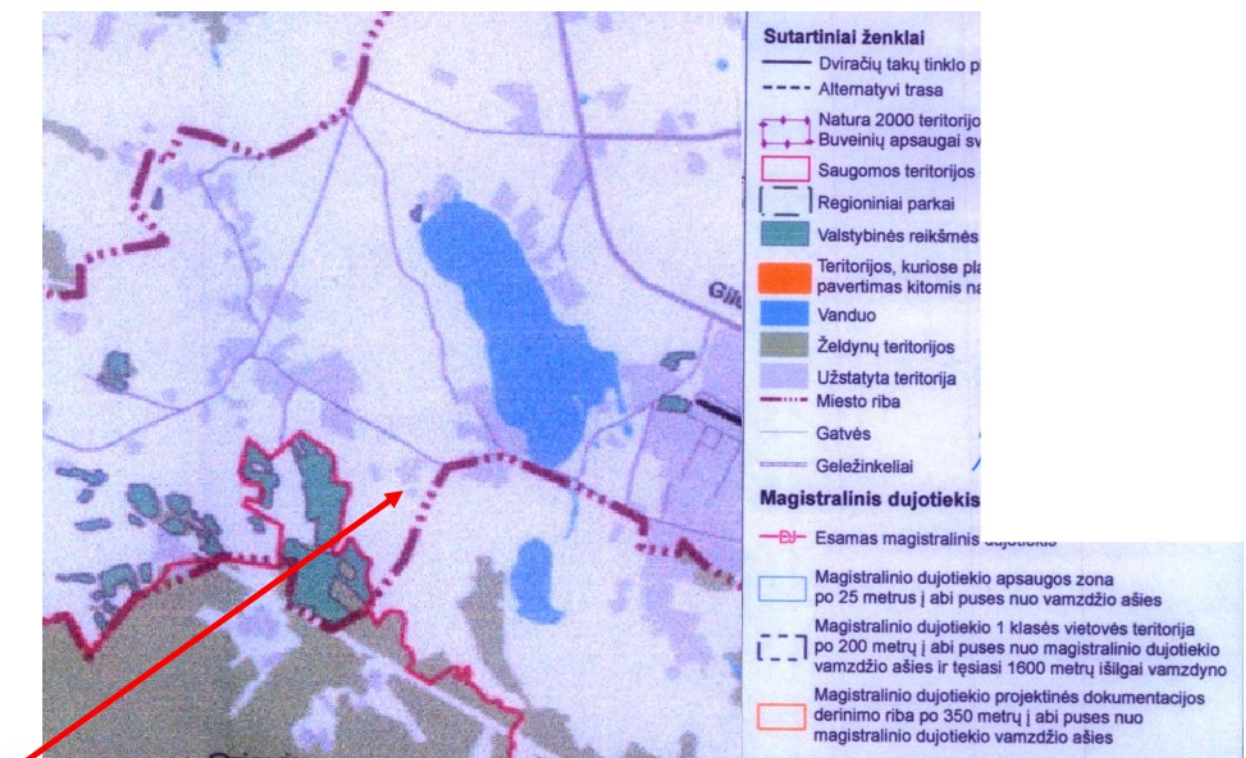 Sutartiniai ženklai
Dviračių takų tinklo
Alternatyvi trasa
Natura 2000
Buveinių apsaugai
Saugomos teritorijos
Regioniniai parkai
Valstybinės reikšmės
Teritorijos, kuriose
pavertimas kitomis
Vanduo
Želdynų teritorijos
Užstatyta teritorija
Miesto riba
Gatvės
Geležinkeliai
Magistralinis dujotiekis
DJ Esamas magistralinis dujotiekis
Magistralinio dujotiekio apsaugos zona
po 25 metrus į abi puses nuo vamzdžio ašies
Magistralinio dujotiekio 1 klasės vietovės teritorija
po 200 metrų į abi puses nuo magistralinio dujotiekio
vamzdžio ašies ir tęsiasi 1600 metrų išilgai vamzdyno
Magistralinio dujotiekio projektinės dokumentacijos
derinimo riba po 350 metrų į abi puses nuo
magistralinio dujotiekio vamzdžio ašies